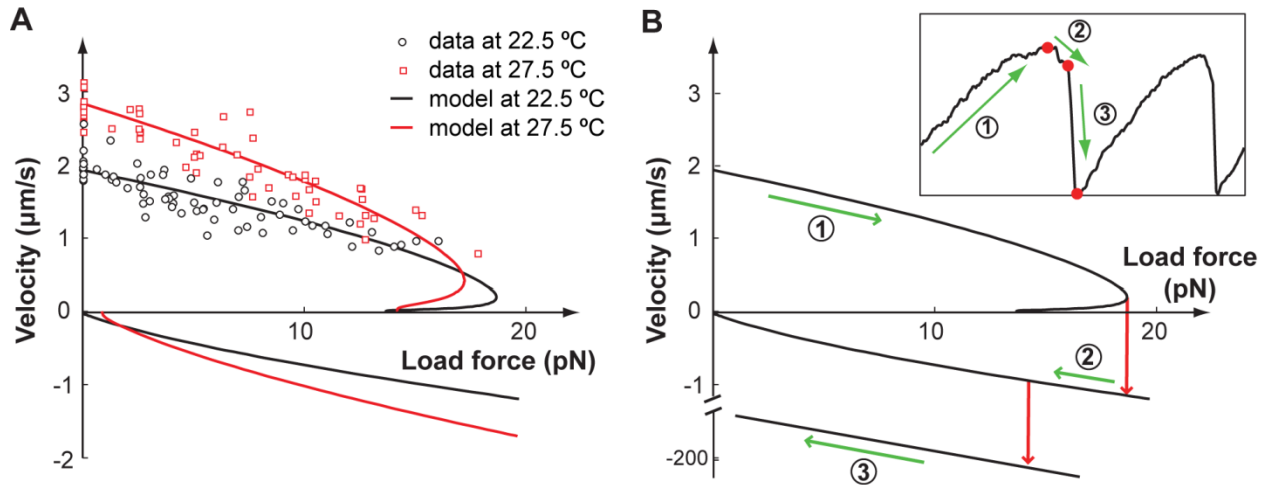 A
data at 22.5 ºC
data at 27.5 ºC
model at 22.5 ºC
model at 27.5 ºC
Velocity (µm/s)
3
2
1
0
-1
-2
10
20
Load force (pN)
B
Velocity (µm/s)
3
2
1
0
-1
-200
10
20
Load force
(pN)
①
②
③
①
②
③